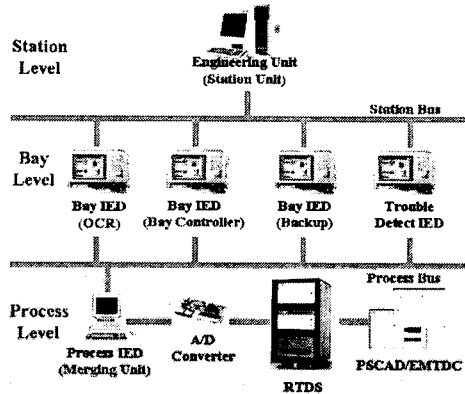 Station
Level
Engineering Unit
(Station Unit)
Station Bus
Bay
Level
Bay IED
(OCR)
Bay IED
(Bay Controller)
Bay IED
(Backup)
Trouble
Detect IED
Process Bus
Process
Level
Process IED
(Merging Unit)
A/D
Converter
RTDS
PSCAD/EMTDC